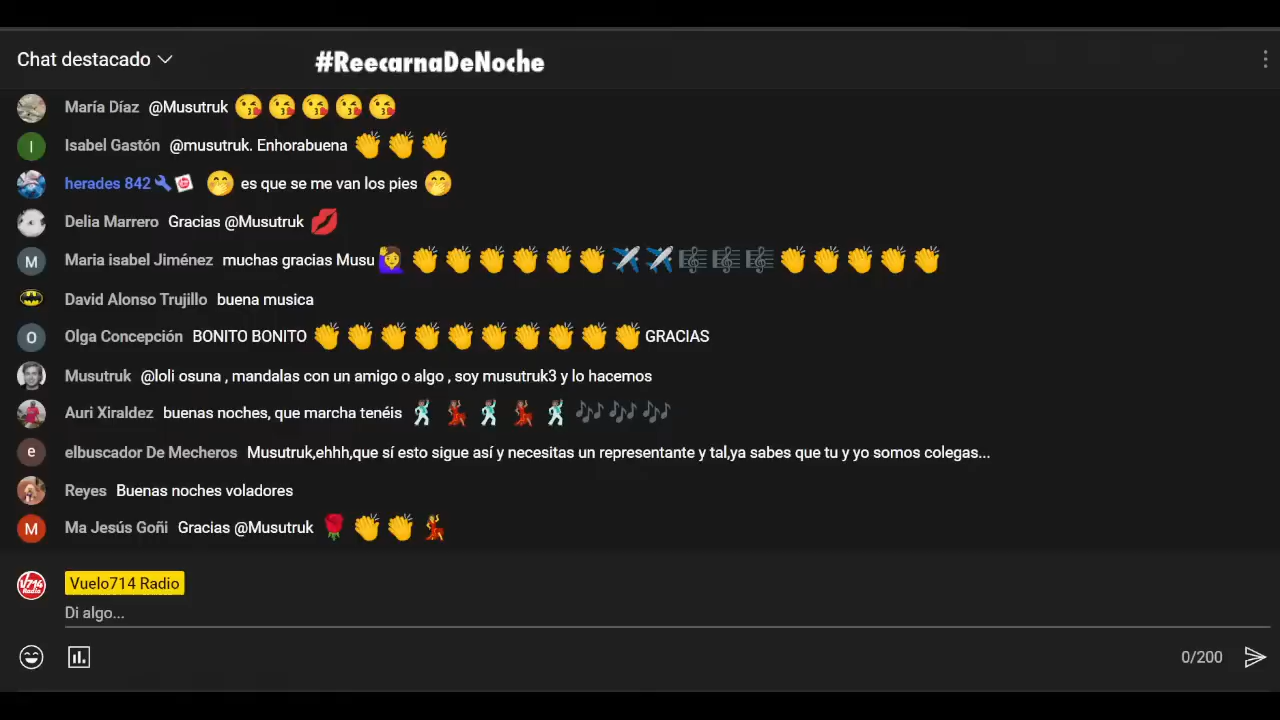 Chat destacado
#ReecarnaDeNoche
María Díaz @Musutruk 😘😘😘😘😘
I Isabel Gastón @musutruk. Enhorabuena 👏👏👏
herades 842 🤭 es que se me van los pies 🤭
Delia Marrero Gracias @Musutruk 💋
M Maria isabel Jiménez muchas gracias Musu 🙋‍♀️👏👏👏👏👏👏✈️✈️🎼🎼🎼👏👏👏👏👏
David Alonso Trujillo buena musica
O Olga Concepción BONITO BONITO 👏👏👏👏👏👏👏👏👏👏 GRACIAS
Musutruk @loli osuna , mandalas con un amigo o algo , soy musutruk3 y lo hacemos
Auri Xiraldez buenas noches, que marcha tenéis 🕺💃🕺💃🕺🎶🎶🎶
e elbuscador De Mecheros Musutruk,ehhh,que sí esto sigue así y necesitas un representante y tal,ya sabes que tu y yo somos colegas...
Reyes Buenas noches voladores
M Ma Jesús Goñi Gracias @Musutruk 🌹👏👏💃
V714 Radio Vuelo714 Radio
Di algo...
0/200